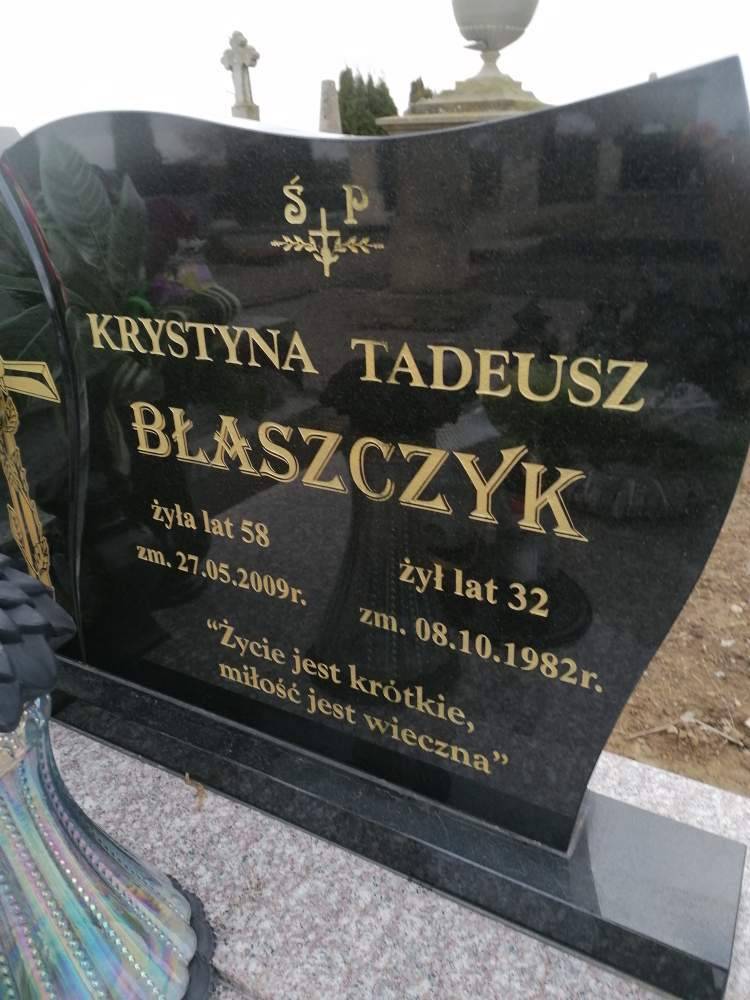 Ś P
KRYSTYNA TADEUSZ
BŁASZCZYK
żyła lat 58
zm. 27.05.2009r.
żył lat 32
zm. 08.10.1982r.
“Życie jest krótkie,
miłość jest wieczna”